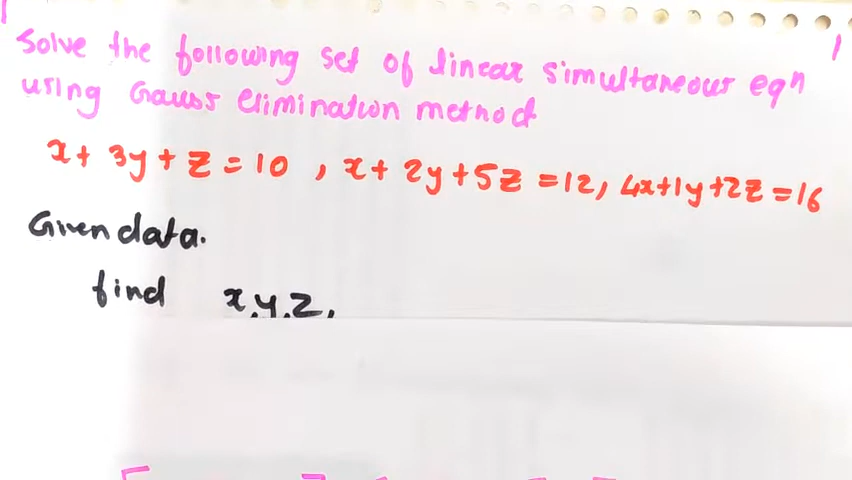 Solve the following set of linear simultaneous eqn
using Gauss elimination method
x + 3y + z = 10 , x + 2y + 5z = 12, 4x+1y+2z = 16
Given data.
find x,y,z,